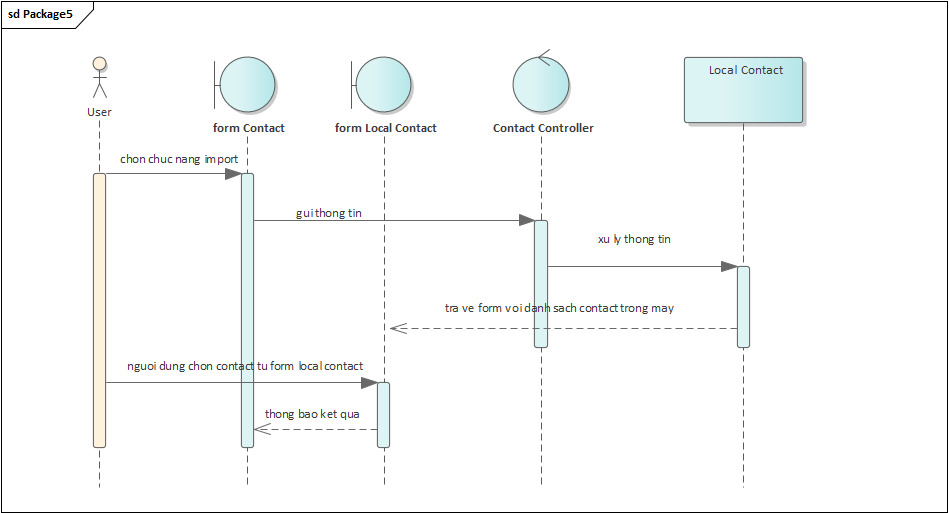 sd Package5
User
form Contact
form Local Contact
Contact Controller
Local Contact
chon chuc nang import
gui thong tin
xu ly thong tin
tra ve form voi danh sach contact trong may
nguoi dung chon contact tu form local contact
thong bao ket qua